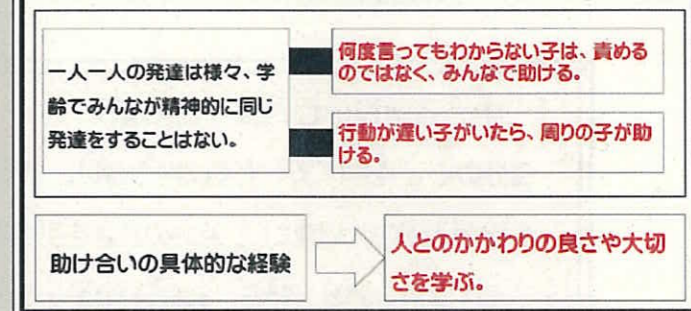 一人一人の発達は様々、学
齢でみんなが精神的に同じ
発達をすることはない。
何度言ってもわからない子は、責める
のではなく、みんなで助ける。
行動が遅い子がいたら、周りの子が助
ける。
助け合いの具体的な経験
人とのかかわりの良さや大切
さを学ぶ。